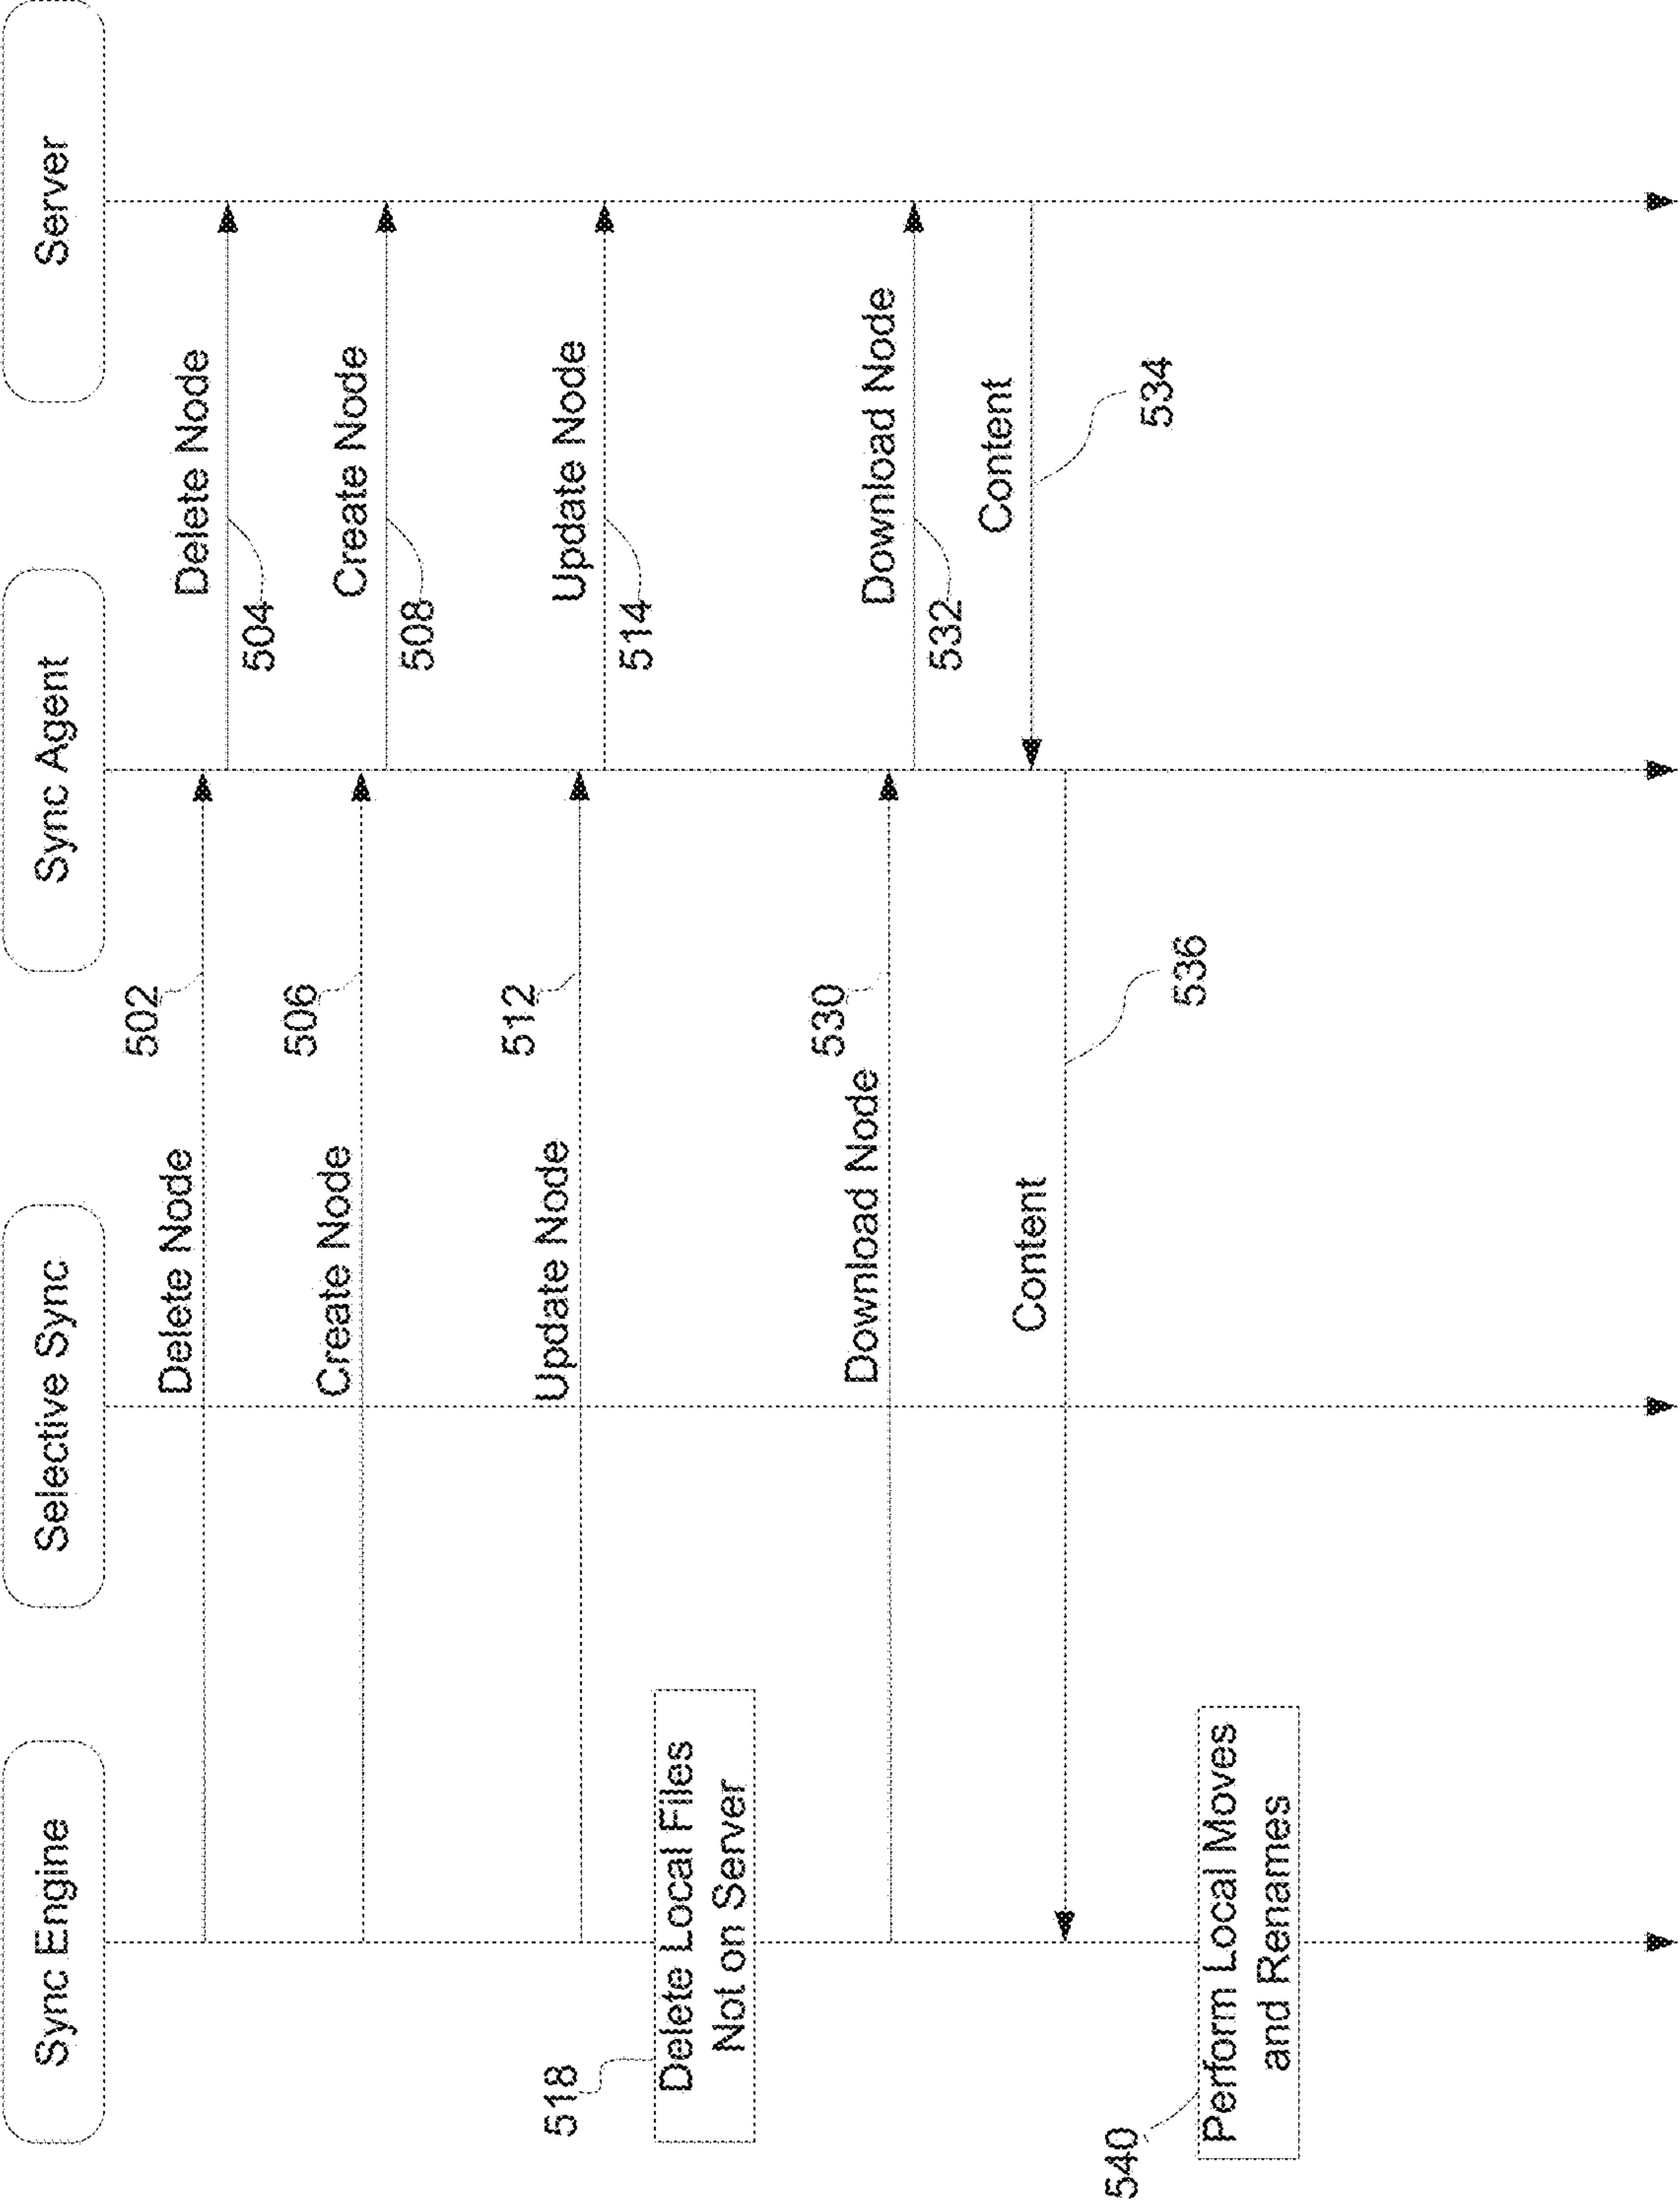 Sync Engine
Selective Sync
Sync Agent
Server
502
Delete Node
Delete Node
504
506
Create Node
Create Node
508
512
Update Node
Update Node
514
518
Delete Local Files
Not on Server
530
Download Node
Download Node
532
Content
534
Content
536
540
Perform Local Moves
and Renames